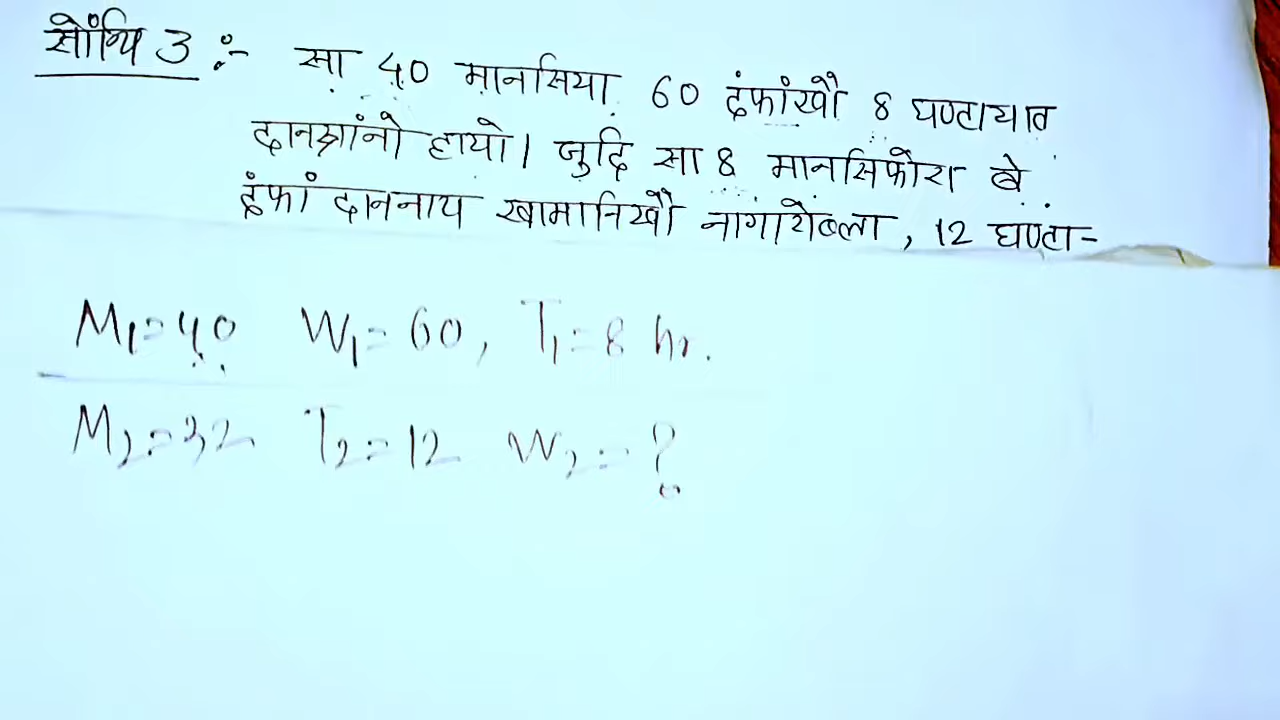 सोंथि 3 :- सा 40 मानसिया 60 दंफांखौ 8 घण्टायाव
दानस्रांनो हायो। जुदि सा 8 मानसिफोरा बे
दंफां दाननाय खामानिखौ नागारोब्ला, 12 घण्टा-
M₁=40 W₁=60, T₁=8 hr.
M₂=32 T₂=12 W₂=?